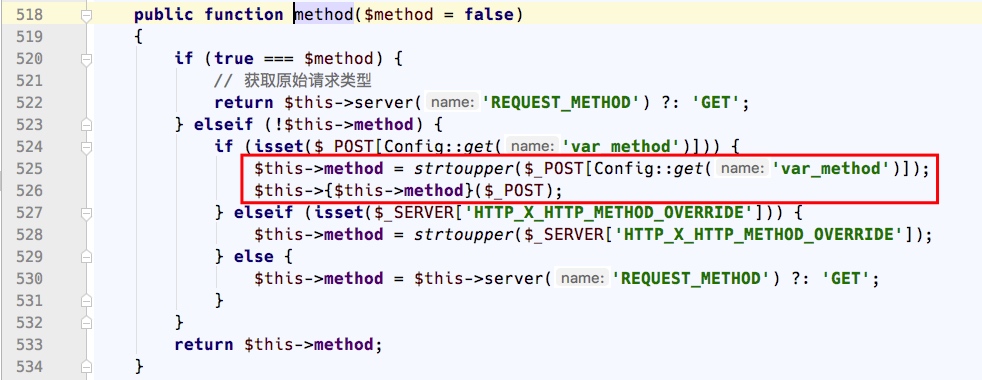 518 public function method($method = false)
519 {
520 if (true === $method) {
521 // 获取原始请求类型
522 return $this->server( name: 'REQUEST_METHOD') ?: 'GET';
523 } elseif (!$this->method) {
524 if (isset($_POST[Config::get( name: 'var_method')])) {
525 $this->method = strtoupper($_POST[Config::get( name: 'var_method')]);
526 $this->{$this->method}($_POST);
527 } elseif (isset($_SERVER['HTTP_X_HTTP_METHOD_OVERRIDE'])) {
528 $this->method = strtoupper($_SERVER['HTTP_X_HTTP_METHOD_OVERRIDE']);
529 } else {
530 $this->method = $this->server( name: 'REQUEST_METHOD') ?: 'GET';
531 }
532 }
533 return $this->method;
534 }